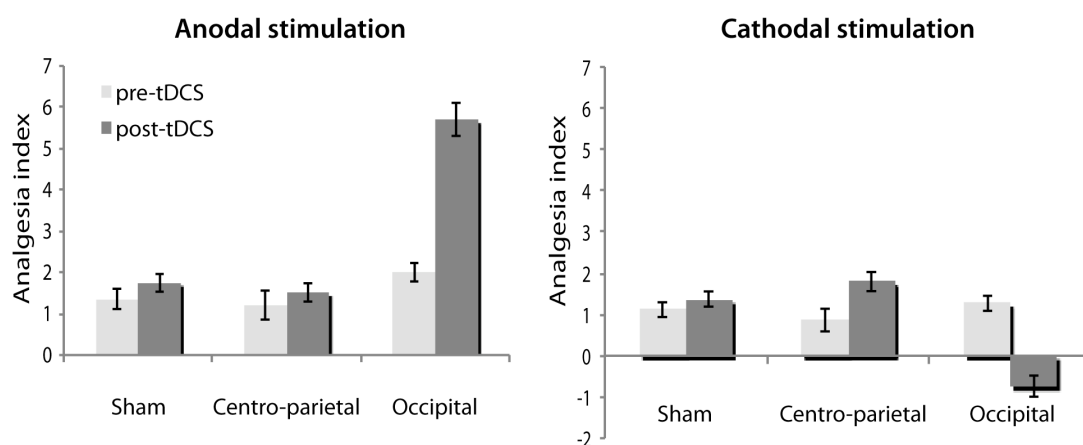 Anodal stimulation
Analgesia index
7
6
5
4
3
2
1
0
pre-tDCS
post-tDCS
Sham
Centro-parietal
Occipital
Cathodal stimulation
Analgesia index
7
6
5
4
3
2
1
0
-1
-2
Sham
Centro-parietal
Occipital